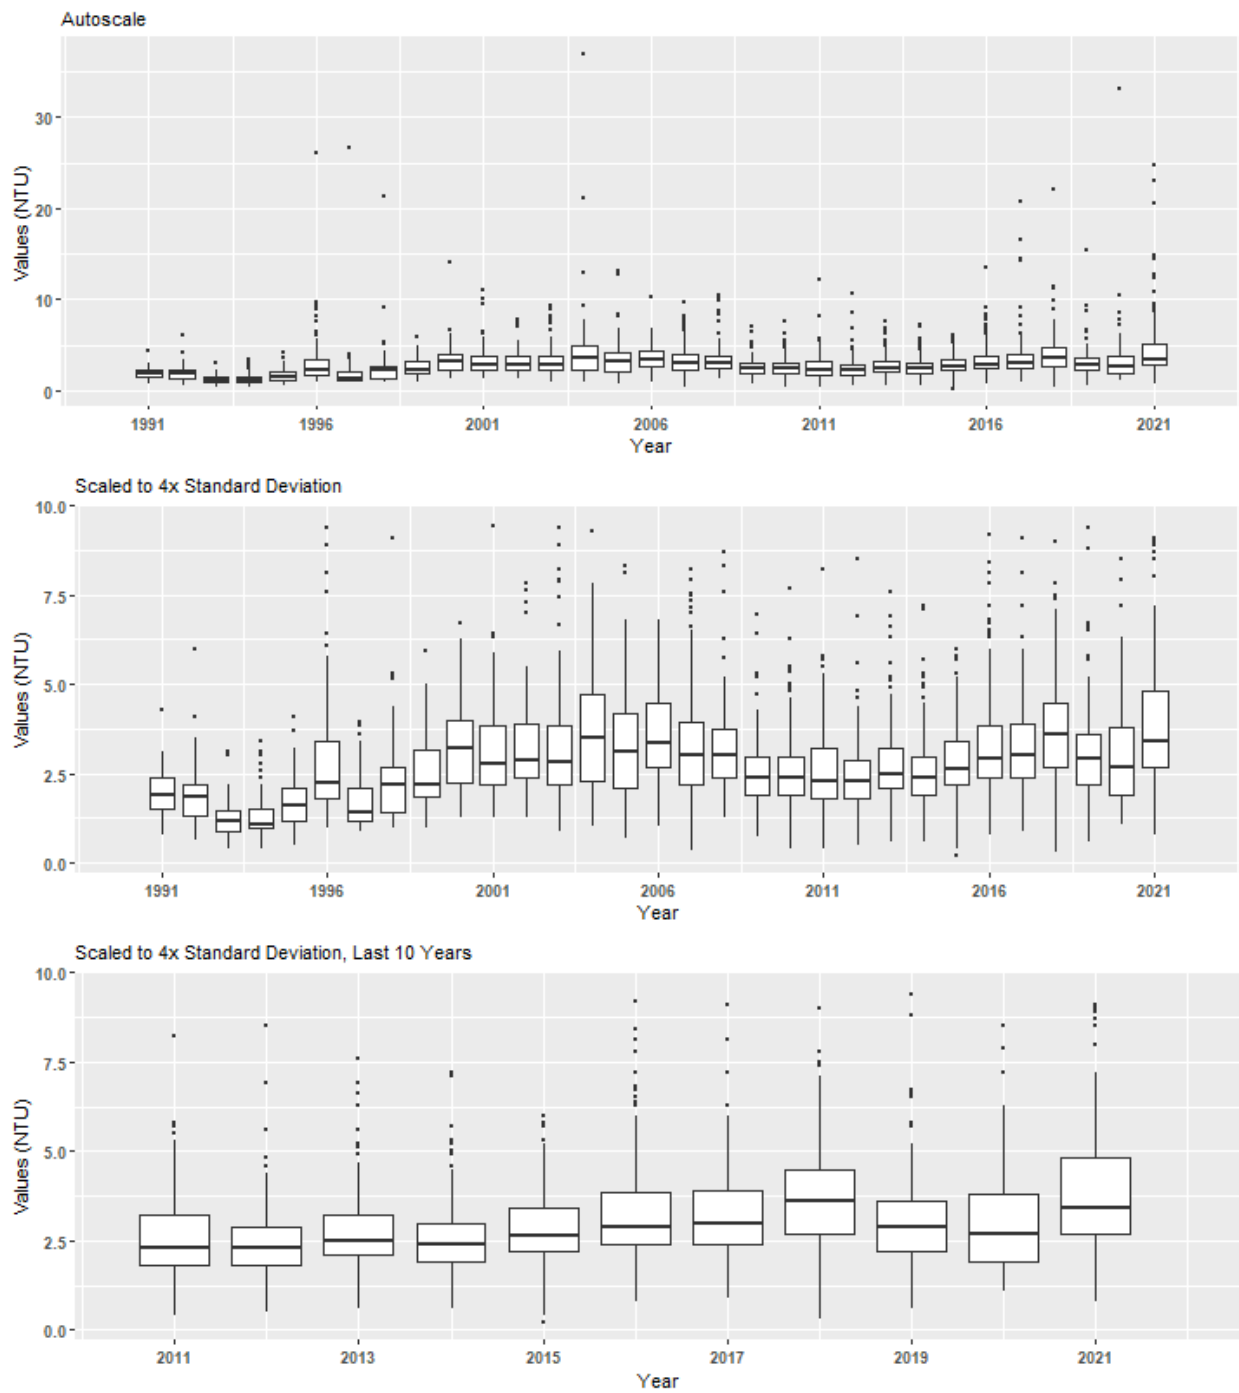 Autoscale
Values (NTU)
30
20
10
0
1991 1996 2001 2006 2011 2016 2021
Year
Scaled to 4x Standard Deviation
Values (NTU)
10.0
7.5
5.0
2.5
0.0
1991 1996 2001 2006 2011 2016 2021
Year
Scaled to 4x Standard Deviation, Last 10 Years
Values (NTU)
10.0
7.5
5.0
2.5
0.0
2011 2013 2015 2017 2019 2021
Year